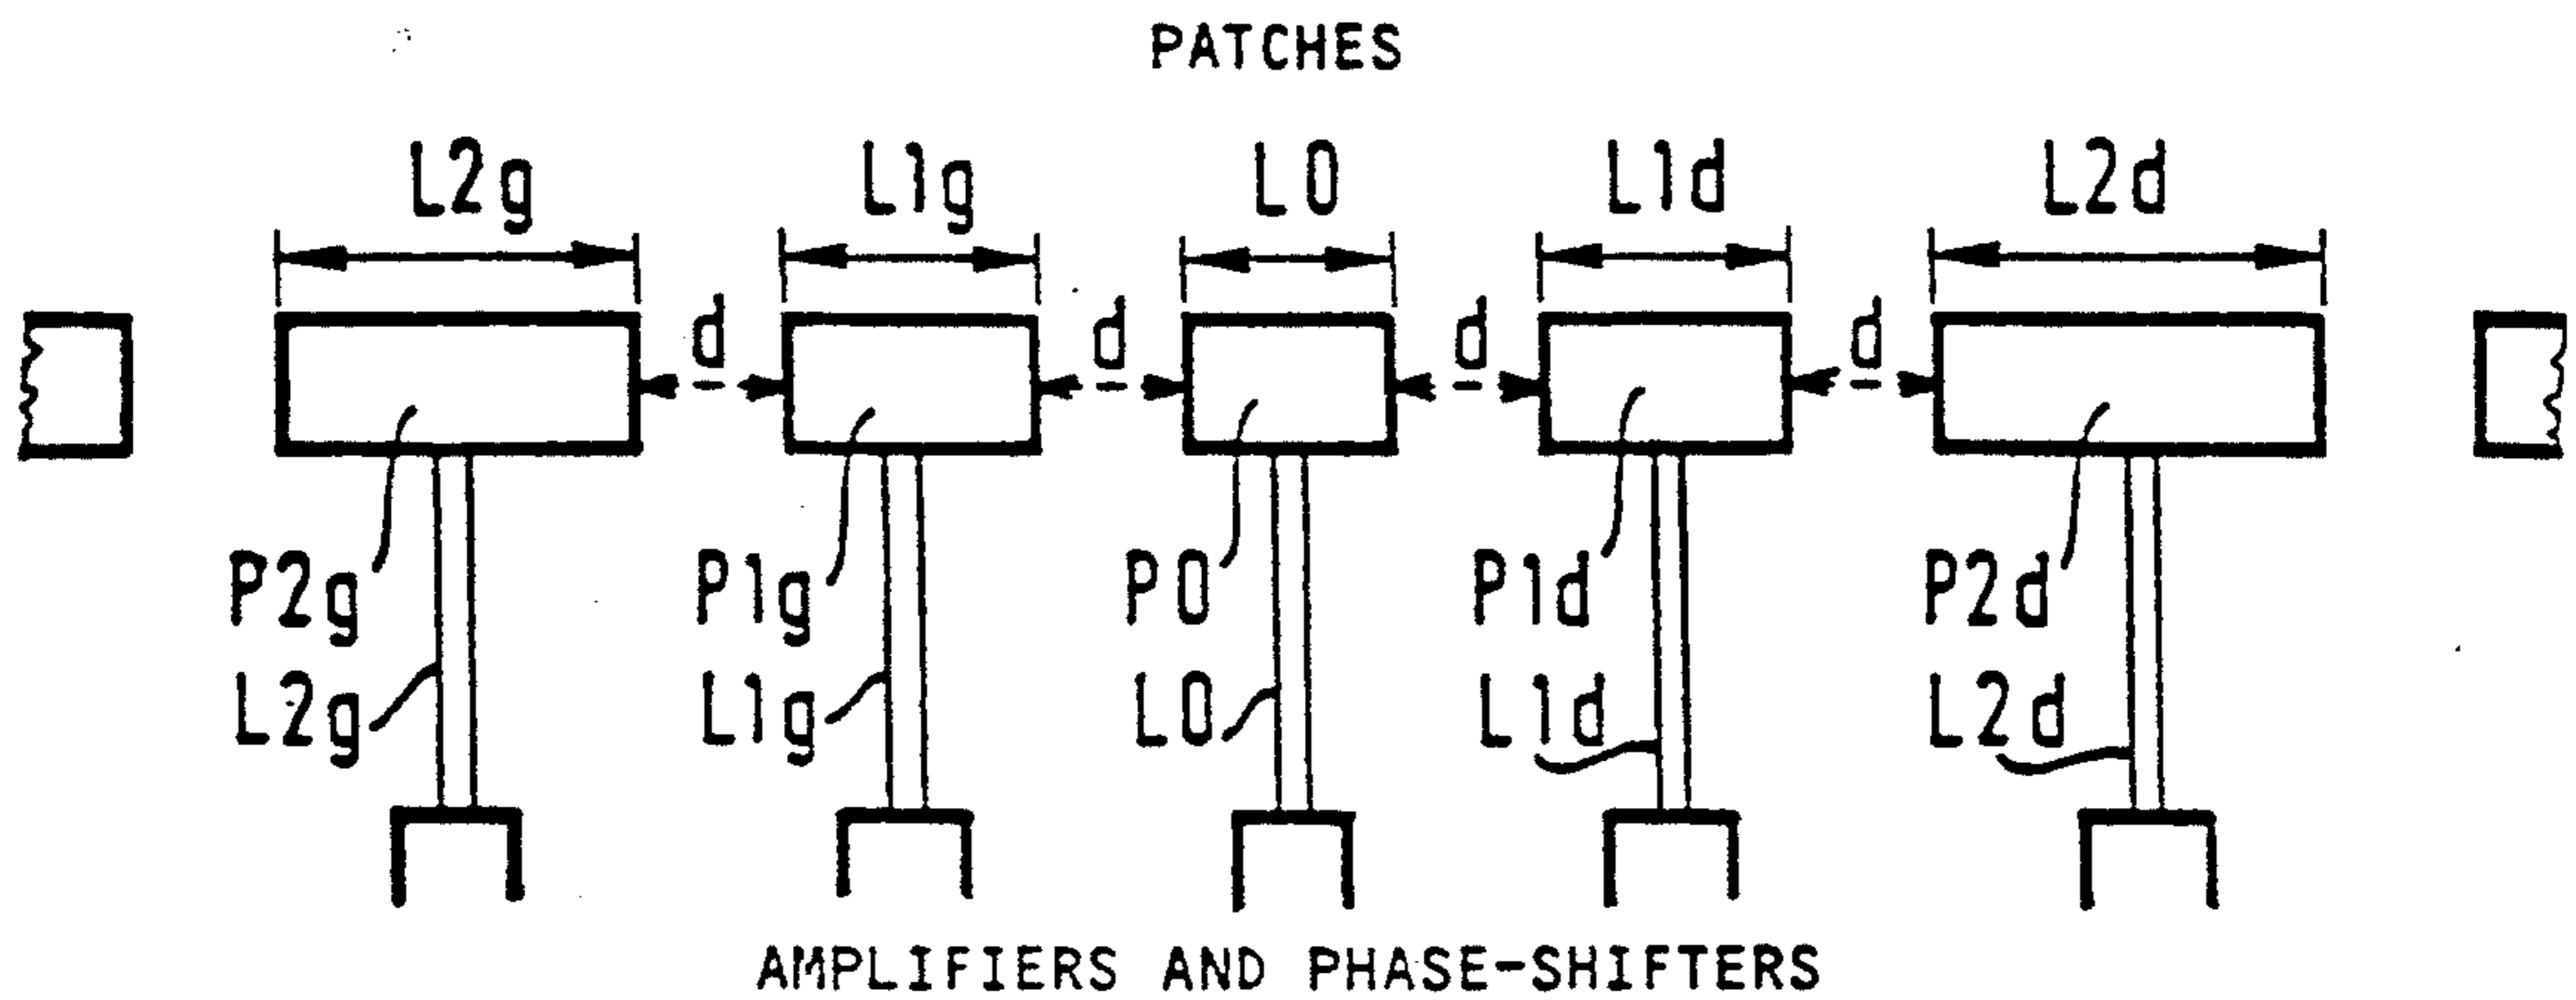 PATCHES
L2g L1g L0 L1d L2d
d d d d
P2g P1g P0 P1d P2d
L2g L1g L0 L1d L2d
AMPLIFIERS AND PHASE-SHIFTERS